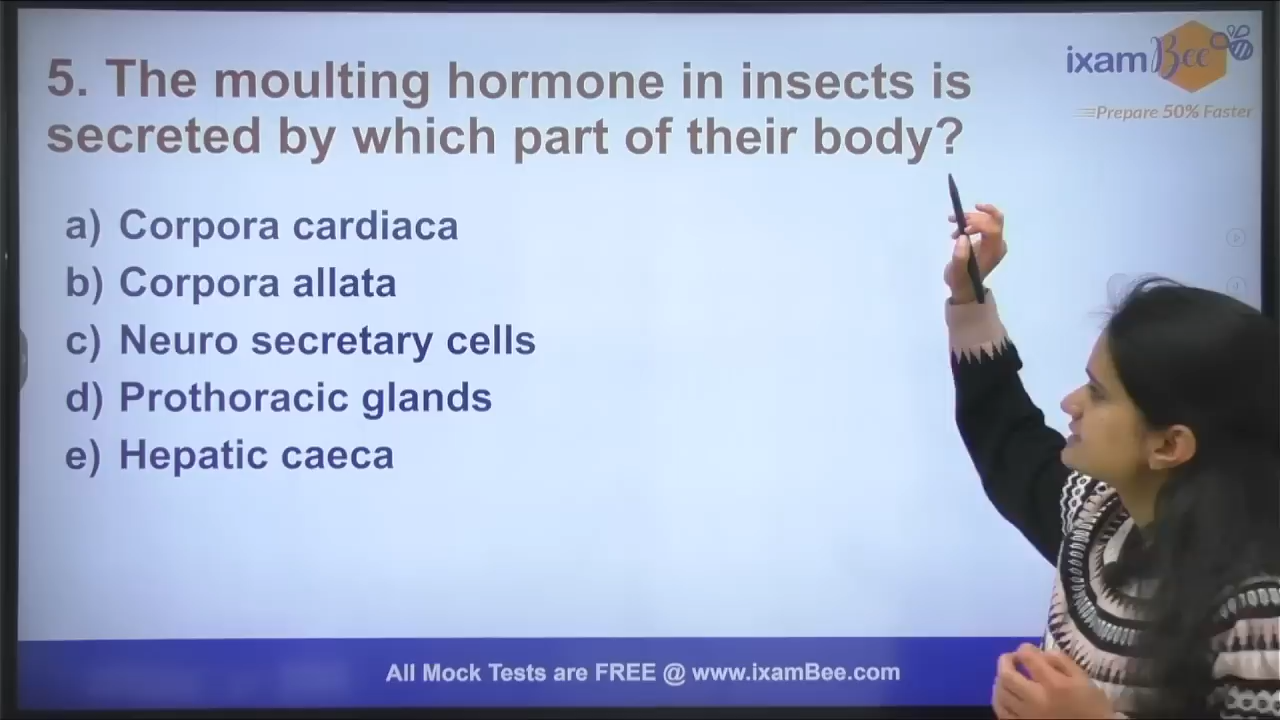 ixamBee
Prepare 50% Faster
5. The moulting hormone in insects is
secreted by which part of their body?
a) Corpora cardiaca
b) Corpora allata
c) Neuro secretary cells
d) Prothoracic glands
e) Hepatic caeca
All Mock Tests are FREE @ www.ixamBee.com